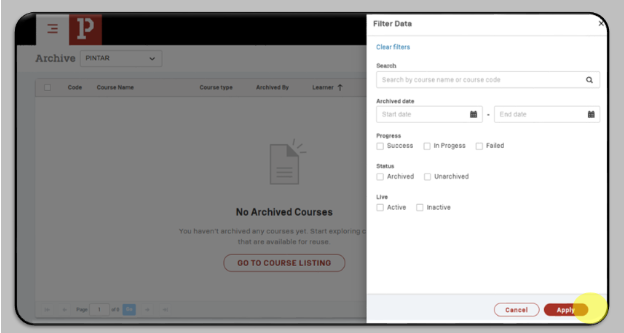 P
Archive PINTAR
Code Course Name Course type Archived By Learner ↑
No Archived Courses
You haven't archived any courses yet. Start exploring c
that are available for reuse.
GO TO COURSE LISTING
Page 1 of 0
Filter Data
Clear filters
Search
Search by course name or course code
Archived date
Start date - End date
Progress
Success In Progess Failed
Status
Archived Unarchived
Live
Active Inactive
Cancel Apply